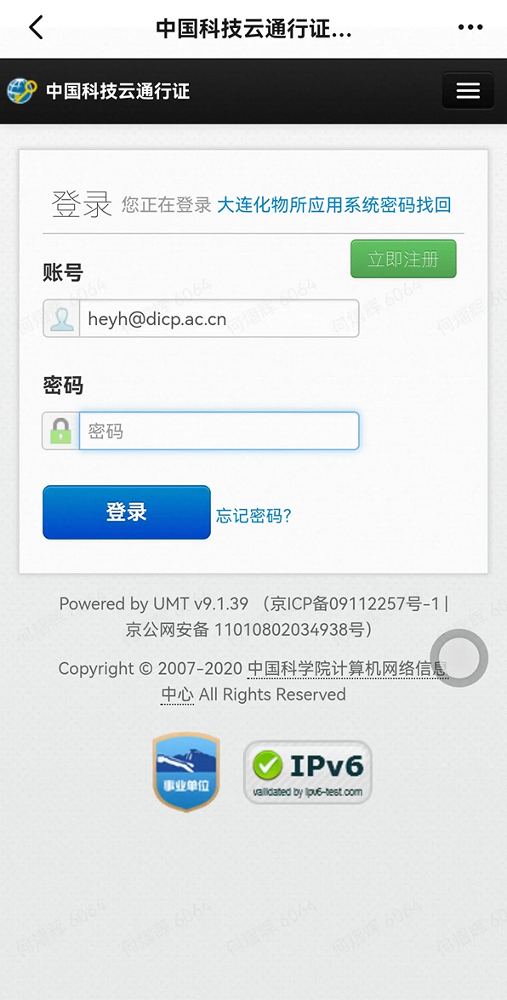 中国科技云通行证...
中国科技云通行证
登录 您正在登录 大连化物所应用系统密码找回
立即注册
账号
heyh@dicp.ac.cn
密码
密码
登录 忘记密码?
Powered by UMT v9.1.39 （京ICP备09112257号-1 |
京公网安备 11010802034938号）
Copyright © 2007-2020 中国科学院计算机网络信息
中心 All Rights Reserved
事业单位
IPv6
validated by ipv6-test.com